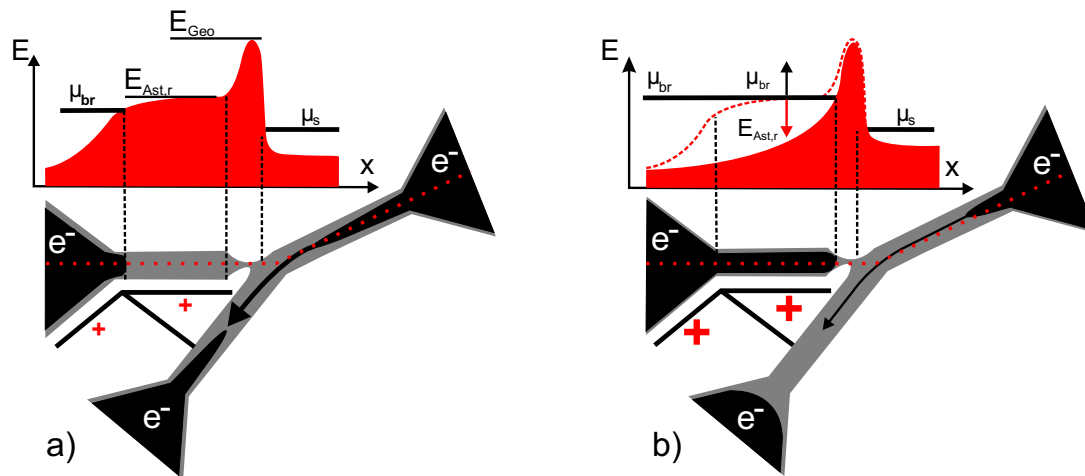 E_Geo
E
E_Ast,r
μ_br
μ_s
x
e⁻
e⁻
+
+
e⁻
a)
E
μ_br
μ_br
μ_s
E_Ast,r
x
e⁻
e⁻
+
+
e⁻
b)